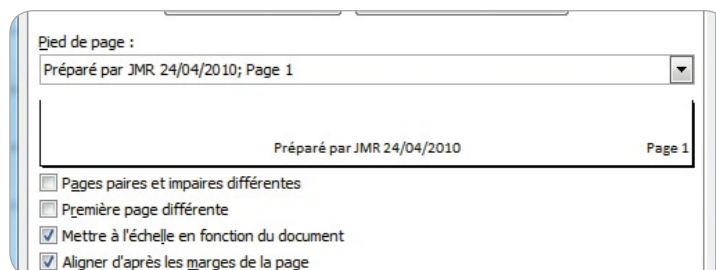 Pied de page :
Préparé par JMR 24/04/2010; Page 1
Préparé par JMR 24/04/2010 Page 1
Pages paires et impaires différentes
Première page différente
Mettre à l'échelle en fonction du document
Aligner d'après les marges de la page